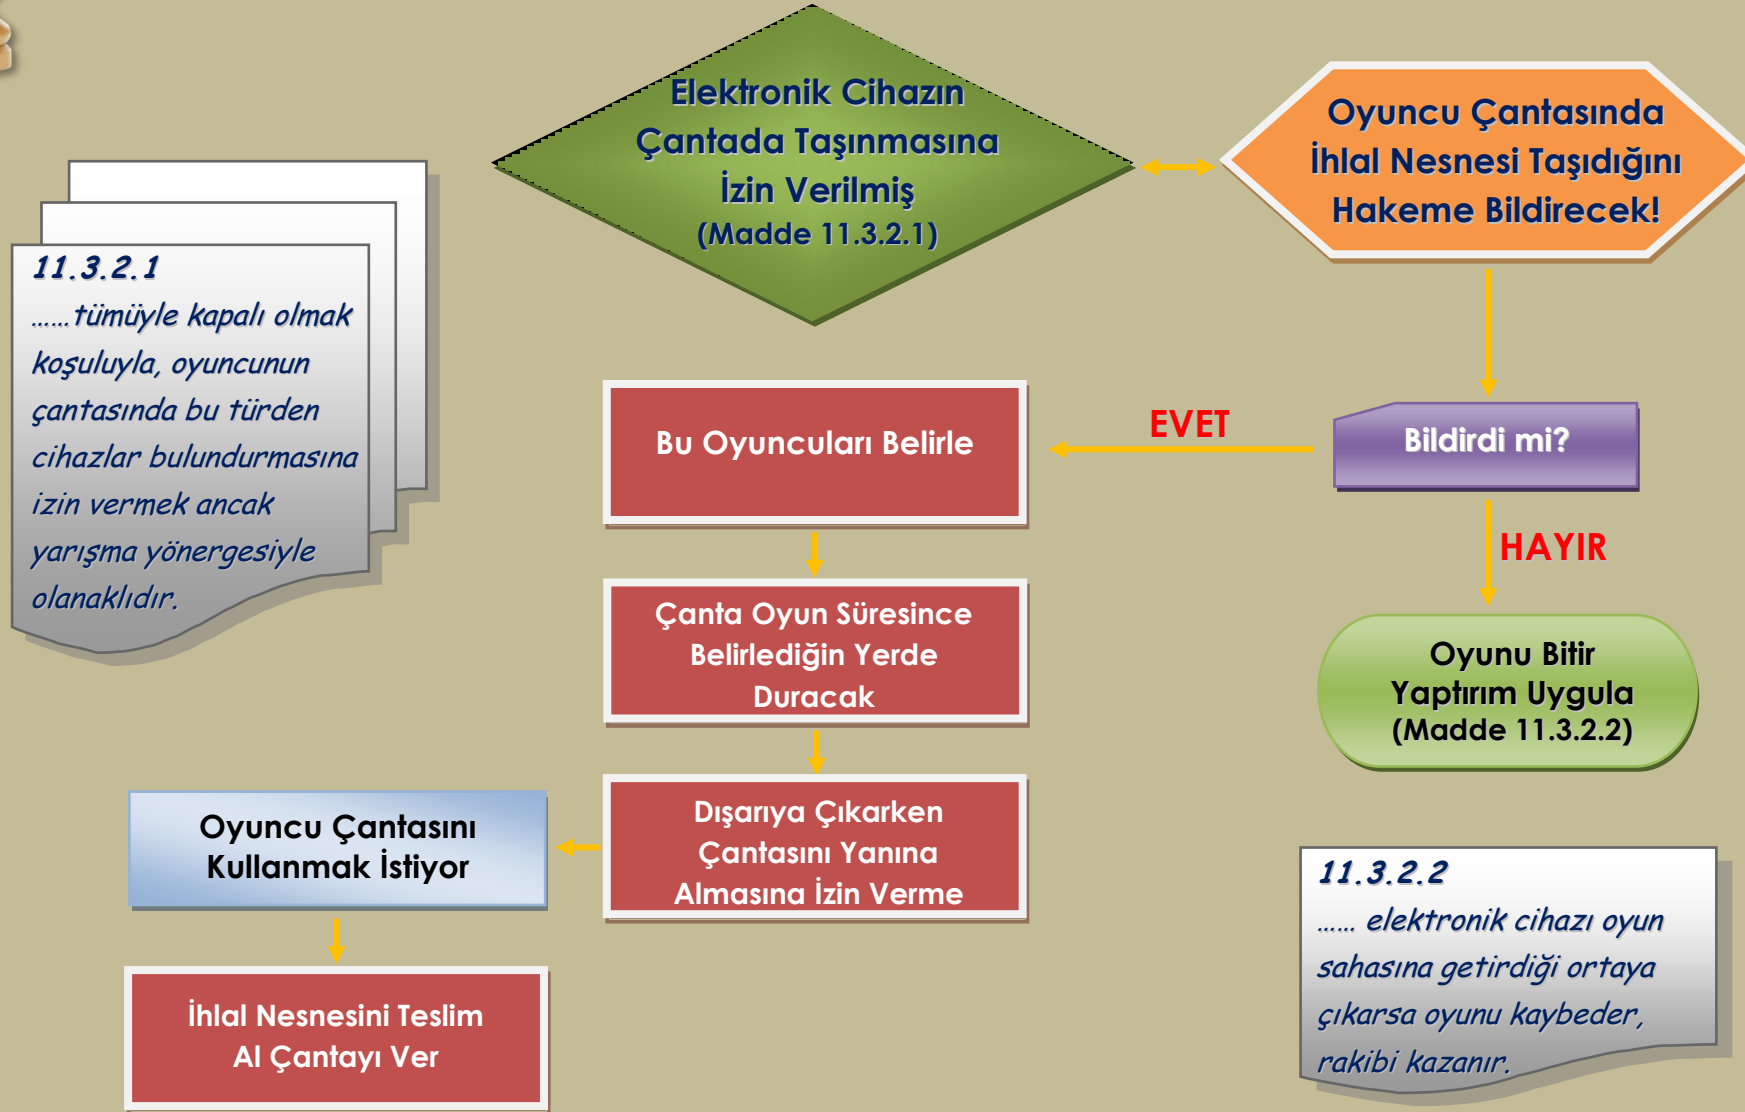 Elektronik Cihazın
Çantada Taşınmasına
İzin Verilmiş
(Madde 11.3.2.1)
Oyuncu Çantasında
İhlal Nesnesi Taşıdığını
Hakeme Bildirecek!
11.3.2.1
……tümüyle kapalı olmak
koşuluyla, oyuncunun
çantasında bu türden
cihazlar bulundurmasına
izin vermek ancak
yarışma yönergesiyle
olanaklıdır.
Bu Oyuncuları Belirle
EVET
Bildirdi mi?
HAYIR
Çanta Oyun Süresince
Belirlediğin Yerde
Duracak
Oyunu Bitir
Yaptırım Uygula
(Madde 11.3.2.2)
Dışarıya Çıkarken
Çantasını Yanına
Almasına İzin Verme
Oyuncu Çantasını
Kullanmak İstiyor
İhlal Nesnesini Teslim
Al Çantayı Ver
11.3.2.2
…… elektronik cihazı oyun
sahasına getirdiği ortaya
çıkarsa oyunu kaybeder,
rakibi kazanır.